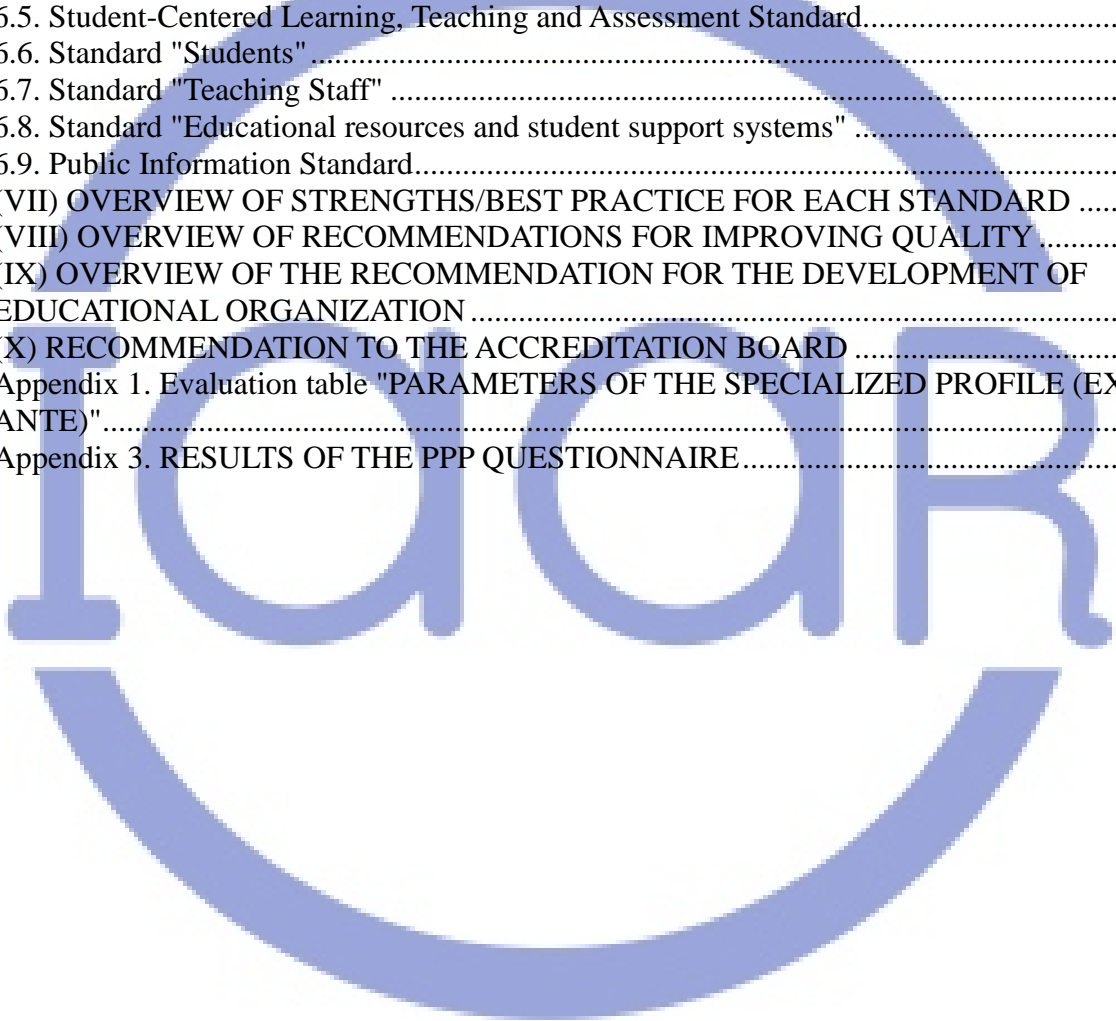 6.5. Student-Centered Learning, Teaching and Assessment Standard.............................
6.6. Standard "Students"...........................................................................................
6.7. Standard "Teaching Staff" ..................................................................................
6.8. Standard "Educational resources and student support systems" ..........................
6.9. Public Information Standard..............................................................................
(VII) OVERVIEW OF STRENGTHS/BEST PRACTICE FOR EACH STANDARD .....
(VIII) OVERVIEW OF RECOMMENDATIONS FOR IMPROVING QUALITY..........
(IX) OVERVIEW OF THE RECOMMENDATION FOR THE DEVELOPMENT OF
EDUCATIONAL ORGANIZATION........................................................................
(X) RECOMMENDATION TO THE ACCREDITATION BOARD .............................
Appendix 1. Evaluation table "PARAMETERS OF THE SPECIALIZED PROFILE (EX
ANTE)"..................................................................................................................
Appendix 3. RESULTS OF THE PPP QUESTIONNAIRE..........................................
IaaR